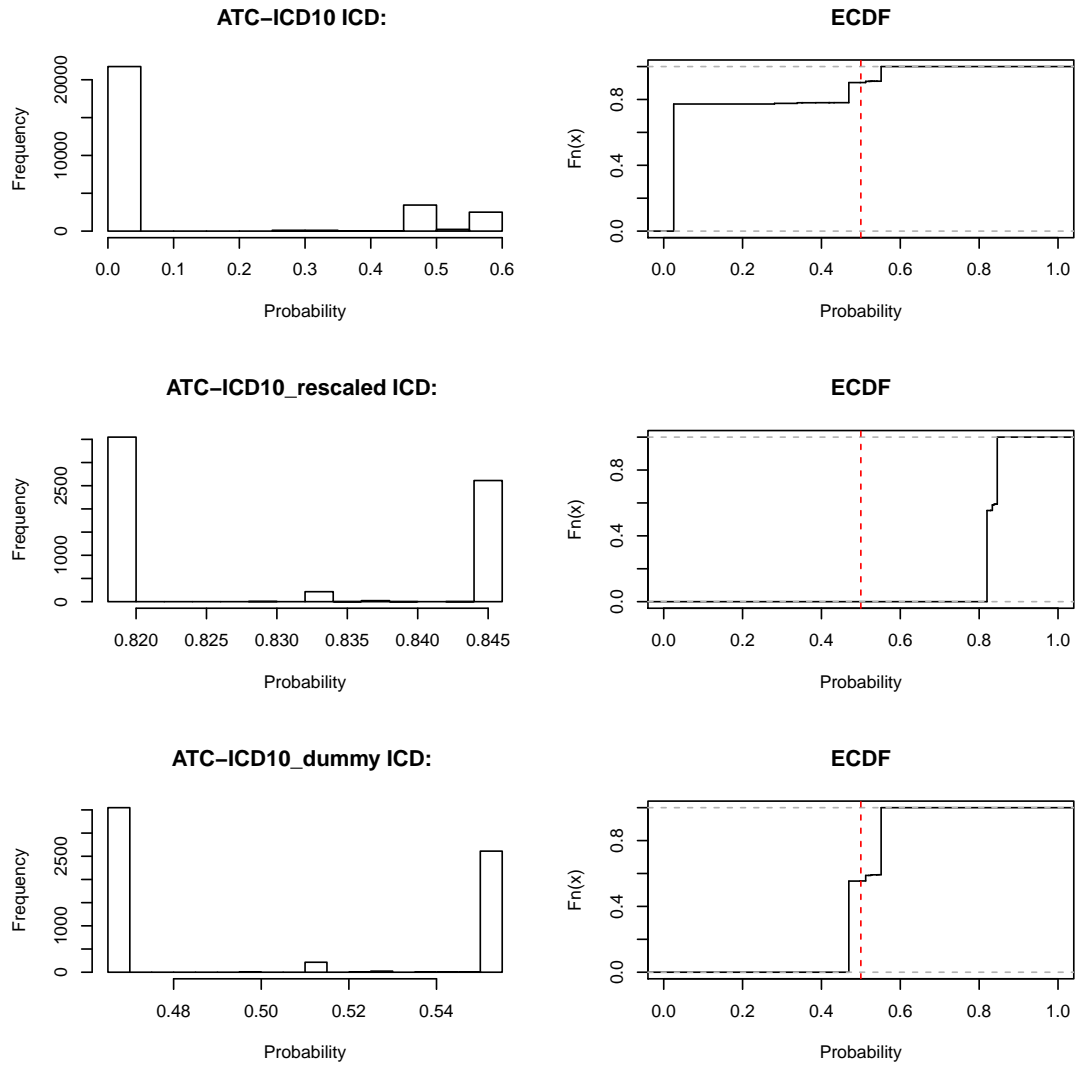 ATC−ICD10 ICD:
Frequency
0 10000 20000
0.0 0.1 0.2 0.3 0.4 0.5 0.6
Probability
ECDF
Fn(x)
0.0 0.4 0.8
0.0 0.2 0.4 0.6 0.8 1.0
Probability
ATC−ICD10_rescaled ICD:
Frequency
0 1000 2500
0.820 0.825 0.830 0.835 0.840 0.845
Probability
ECDF
Fn(x)
0.0 0.4 0.8
0.0 0.2 0.4 0.6 0.8 1.0
Probability
ATC−ICD10_dummy ICD:
Frequency
0 1000 2500
0.48 0.50 0.52 0.54
Probability
ECDF
Fn(x)
0.0 0.4 0.8
0.0 0.2 0.4 0.6 0.8 1.0
Probability